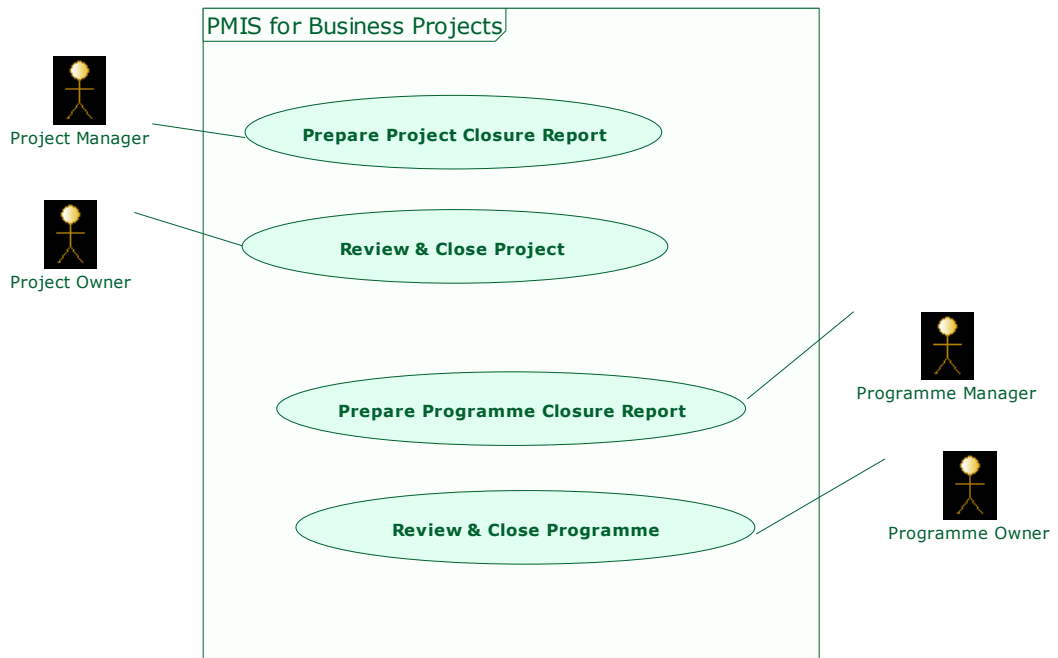 PMIS for Business Projects
Project Manager
Prepare Project Closure Report
Project Owner
Review & Close Project
Programme Manager
Prepare Programme Closure Report
Programme Owner
Review & Close Programme